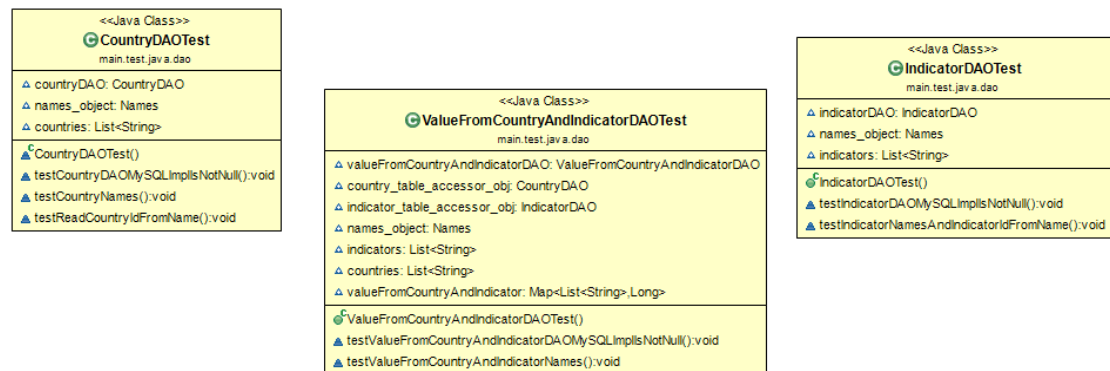 <<Java Class>>
CountryDAOTest
main.test.java.dao
countryDAO: CountryDAO
names_object: Names
countries: List<String>
CountryDAOTest()
testCountryDAOMySQLImplIsNotNull():void
testCountryNames():void
testReadCountryIdFromName():void
<<Java Class>>
ValueFromCountryAndIndicatorDAOTest
main.test.java.dao
valueFromCountryAndIndicatorDAO: ValueFromCountryAndIndicatorDAO
country_table_accessor_obj: CountryDAO
indicator_table_accessor_obj: IndicatorDAO
names_object: Names
indicators: List<String>
countries: List<String>
valueFromCountryAndIndicator: Map<List<String>,Long>
ValueFromCountryAndIndicatorDAOTest()
testValueFromCountryAndIndicatorDAOMySQLImplIsNotNull():void
testValueFromCountryAndIndicatorNames():void
<<Java Class>>
IndicatorDAOTest
main.test.java.dao
indicatorDAO: IndicatorDAO
names_object: Names
indicators: List<String>
IndicatorDAOTest()
testIndicatorDAOMySQLImplIsNotNull():void
testIndicatorNamesAndIndicatorIdFromName():void